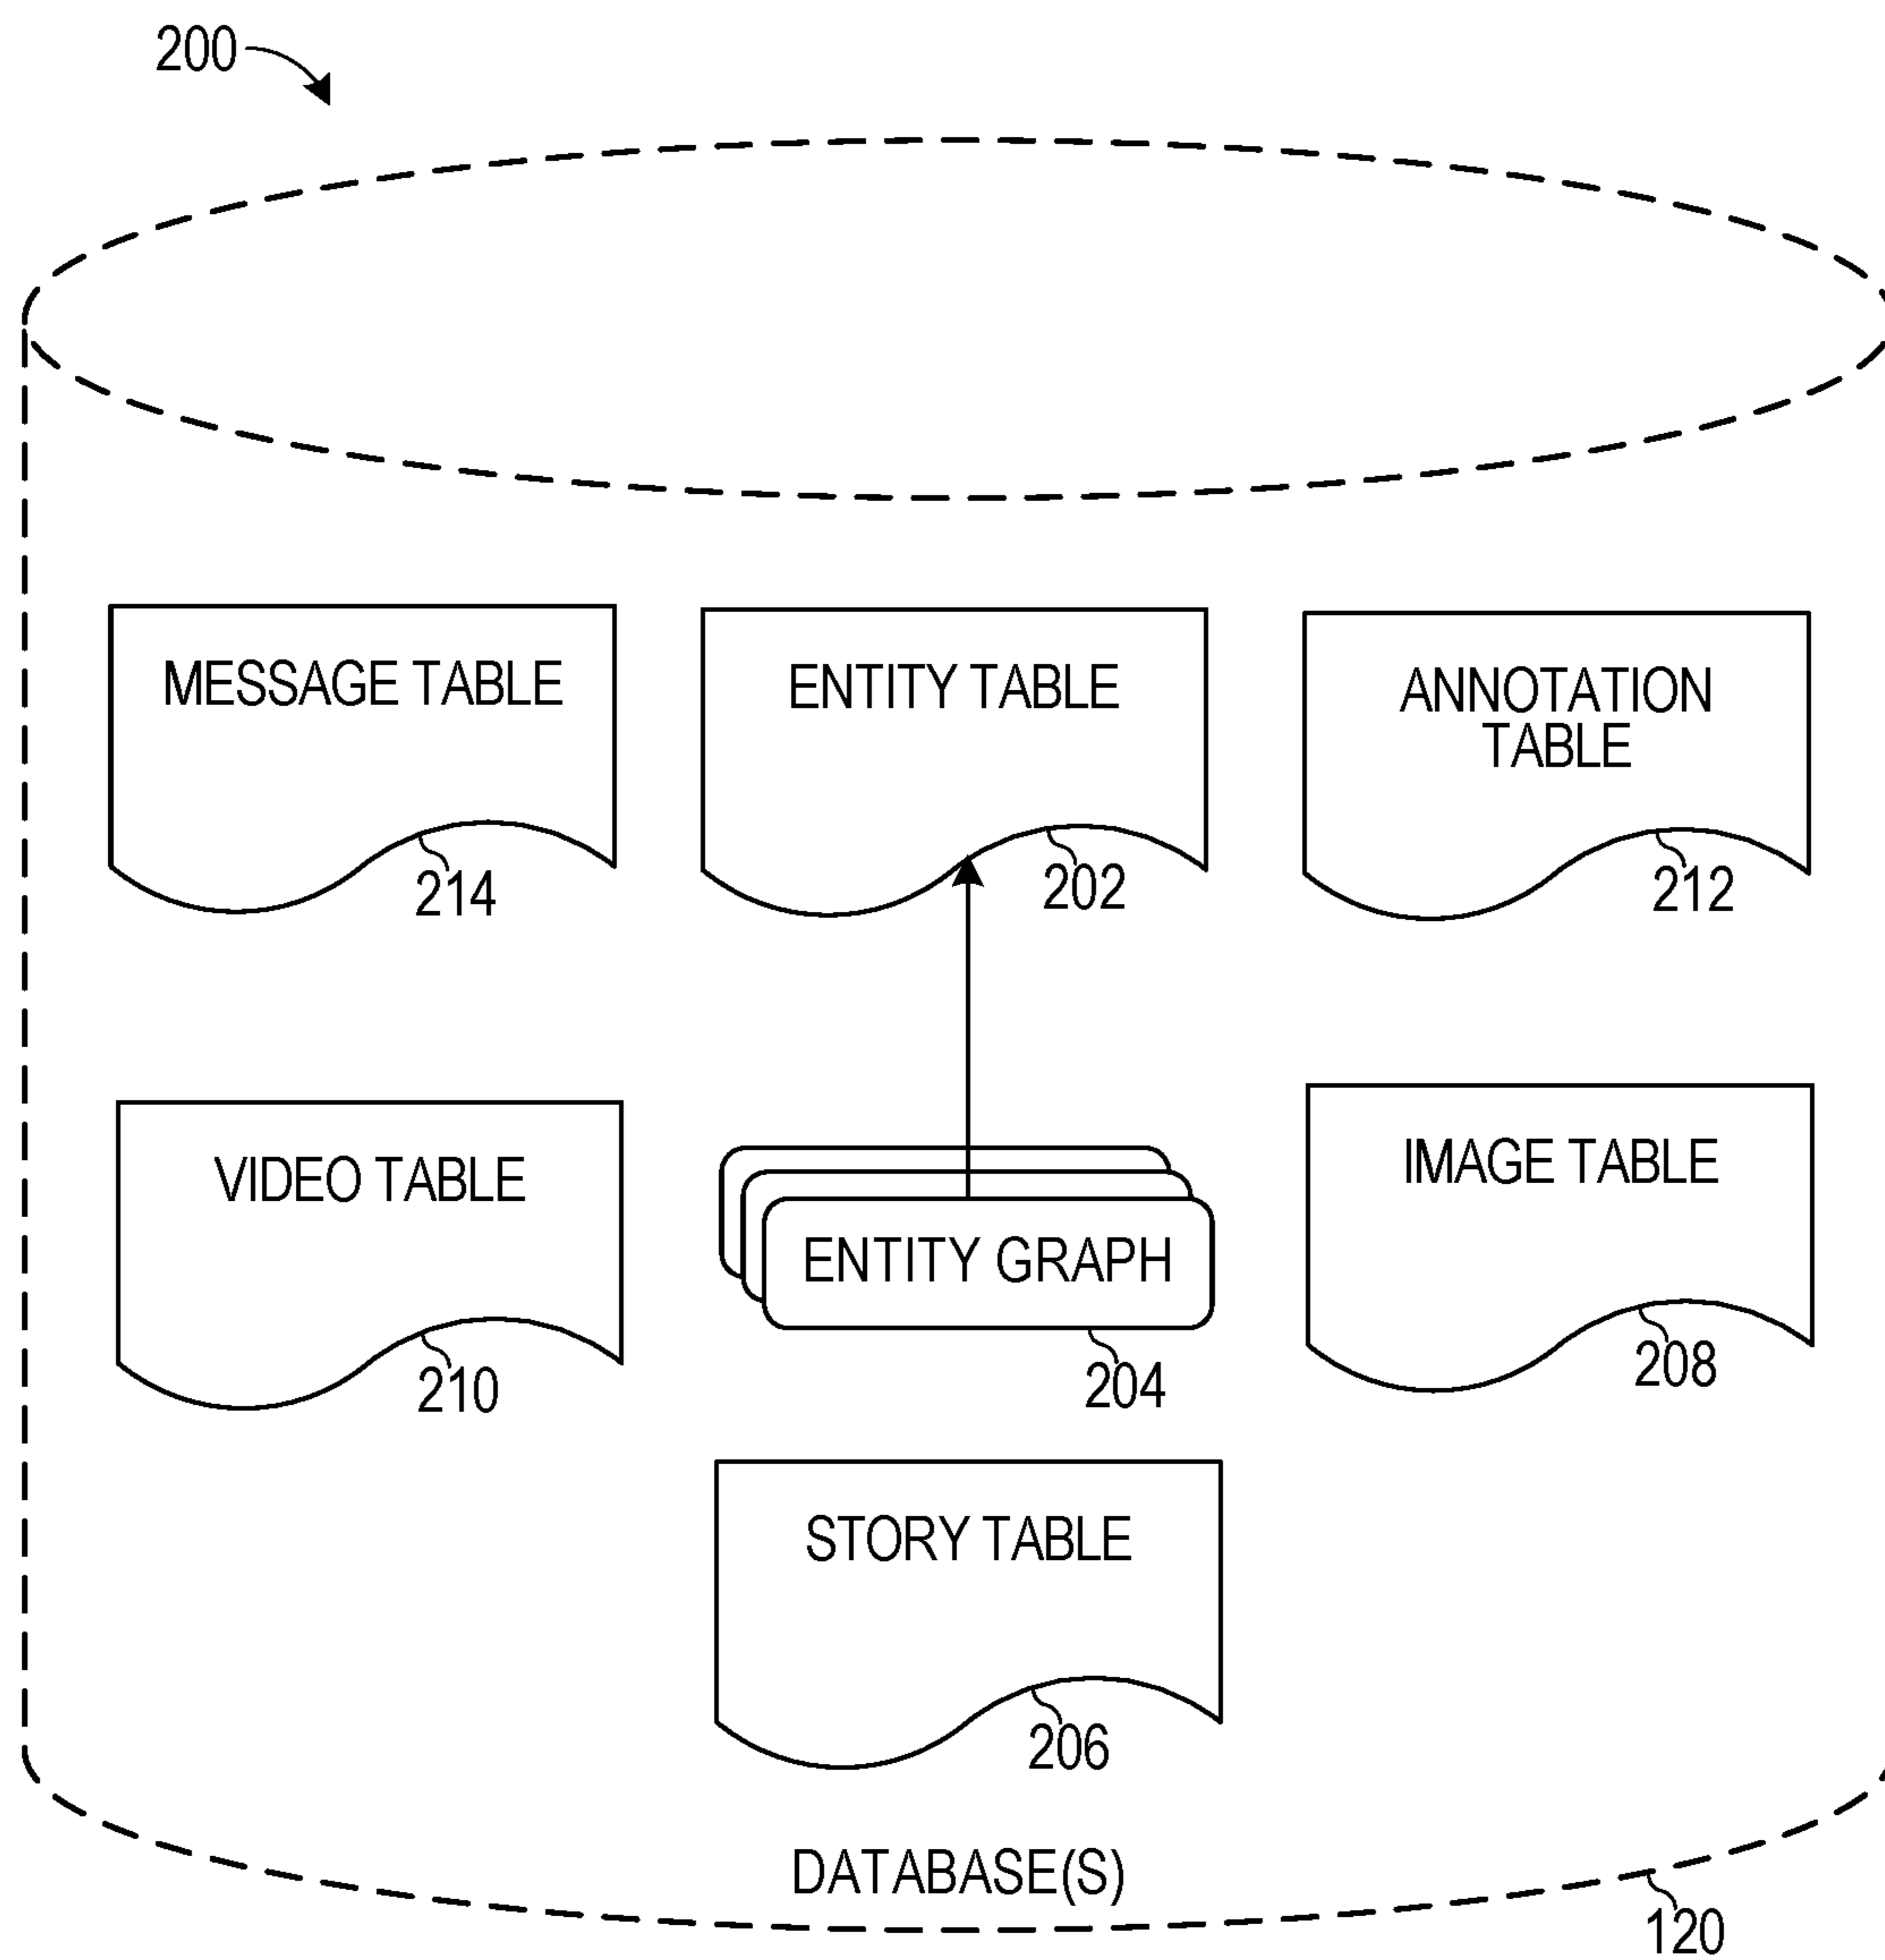 200
MESSAGE TABLE
214
ENTITY TABLE
202
ANNOTATION
TABLE
212
VIDEO TABLE
210
ENTITY GRAPH
204
IMAGE TABLE
208
STORY TABLE
206
DATABASE(S)
120